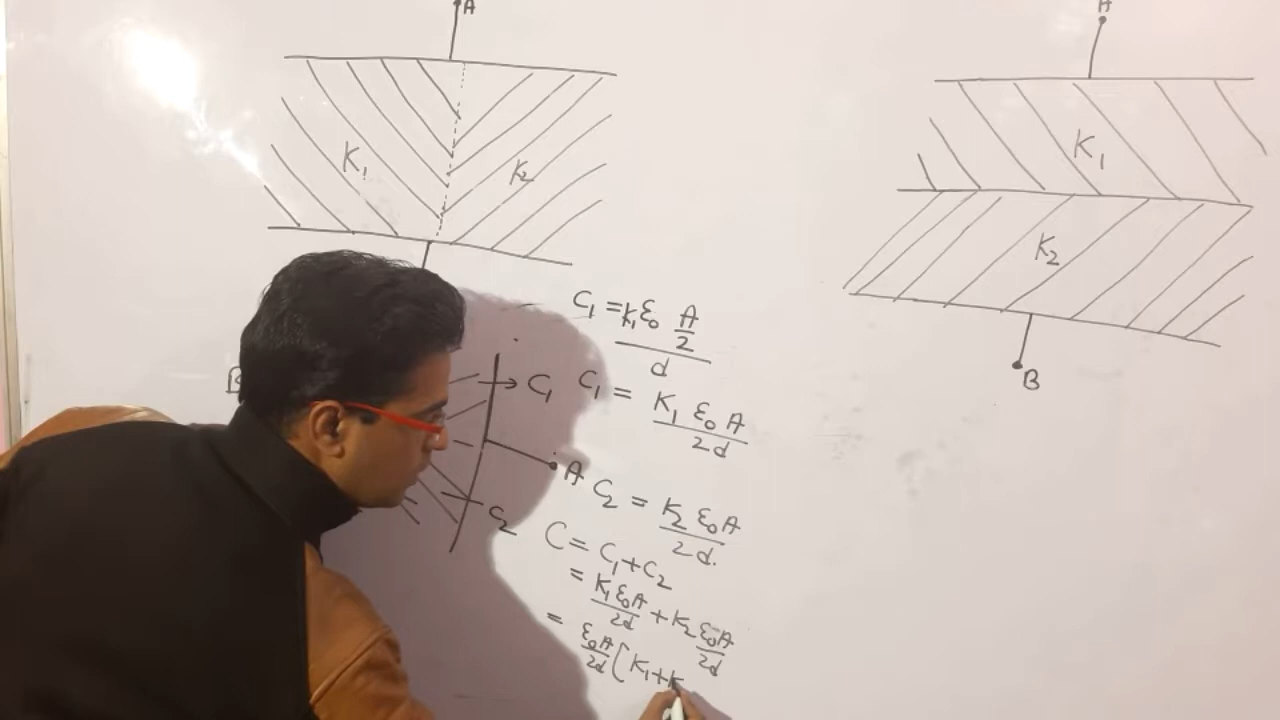 A
K₁ K₂
B
C₁ = K₁ε₀ A/2 / d
→ C₁
C₁ = K₁ ε₀ A / 2d
A
C₂
C₂ = K₂ ε₀ A / 2d.
C = C₁ + C₂
= K₁ε₀A / 2d + K₂ε₀A / 2d
= ε₀A / 2d [K₁+K
A
K₁
K₂
B